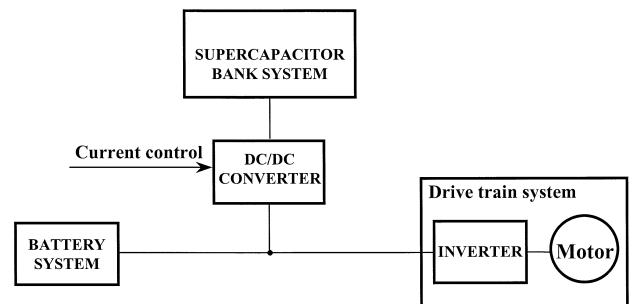 SUPERCAPACITOR
BANK SYSTEM
Current control
DC/DC
CONVERTER
Drive train system
BATTERY
SYSTEM
INVERTER
Motor